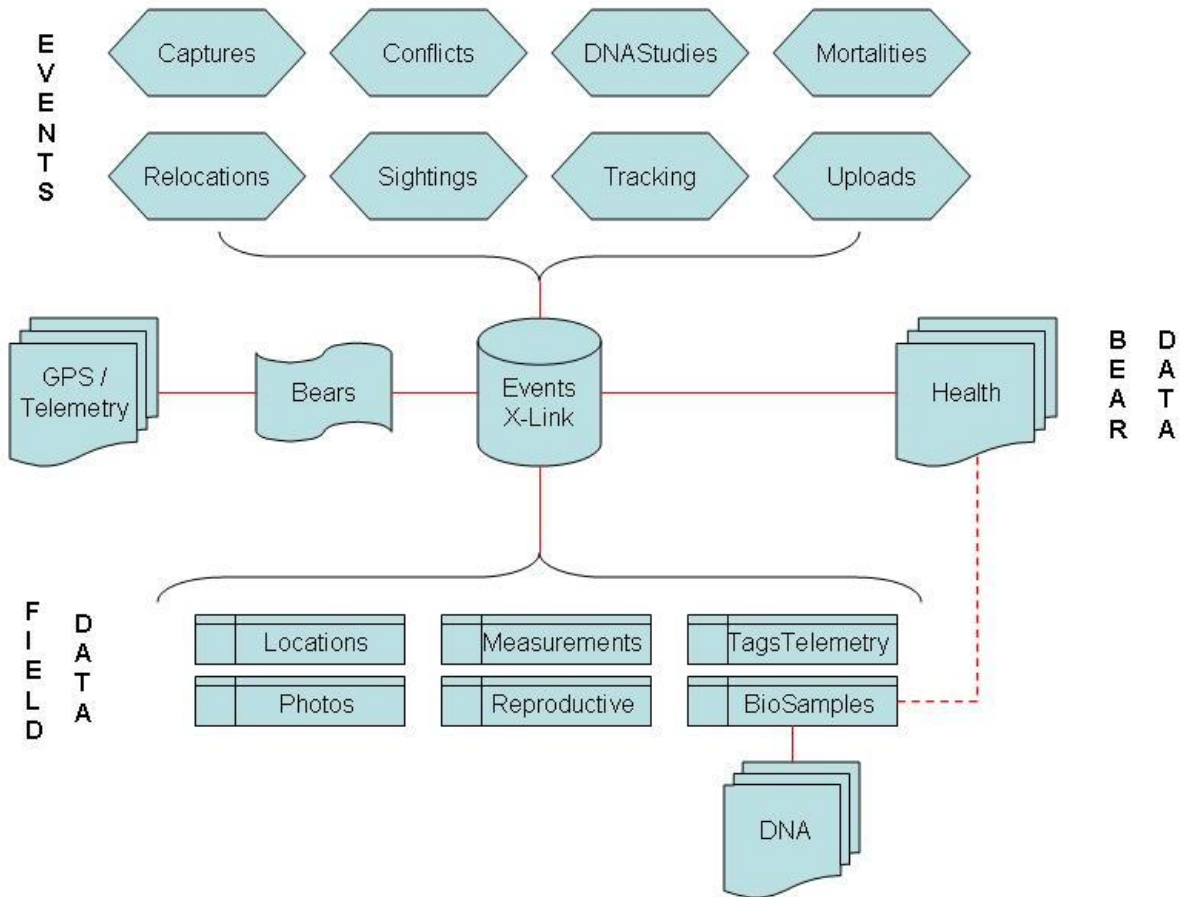 EVENTS
Captures
Conflicts
DNAStudies
Mortalities
Relocations
Sightings
Tracking
Uploads
GPS /
Telemetry
Bears
Events
X-Link
Health
BEAR
DATA
FIELD
DATA
Locations
Measurements
TagsTelemetry
Photos
Reproductive
BioSamples
DNA